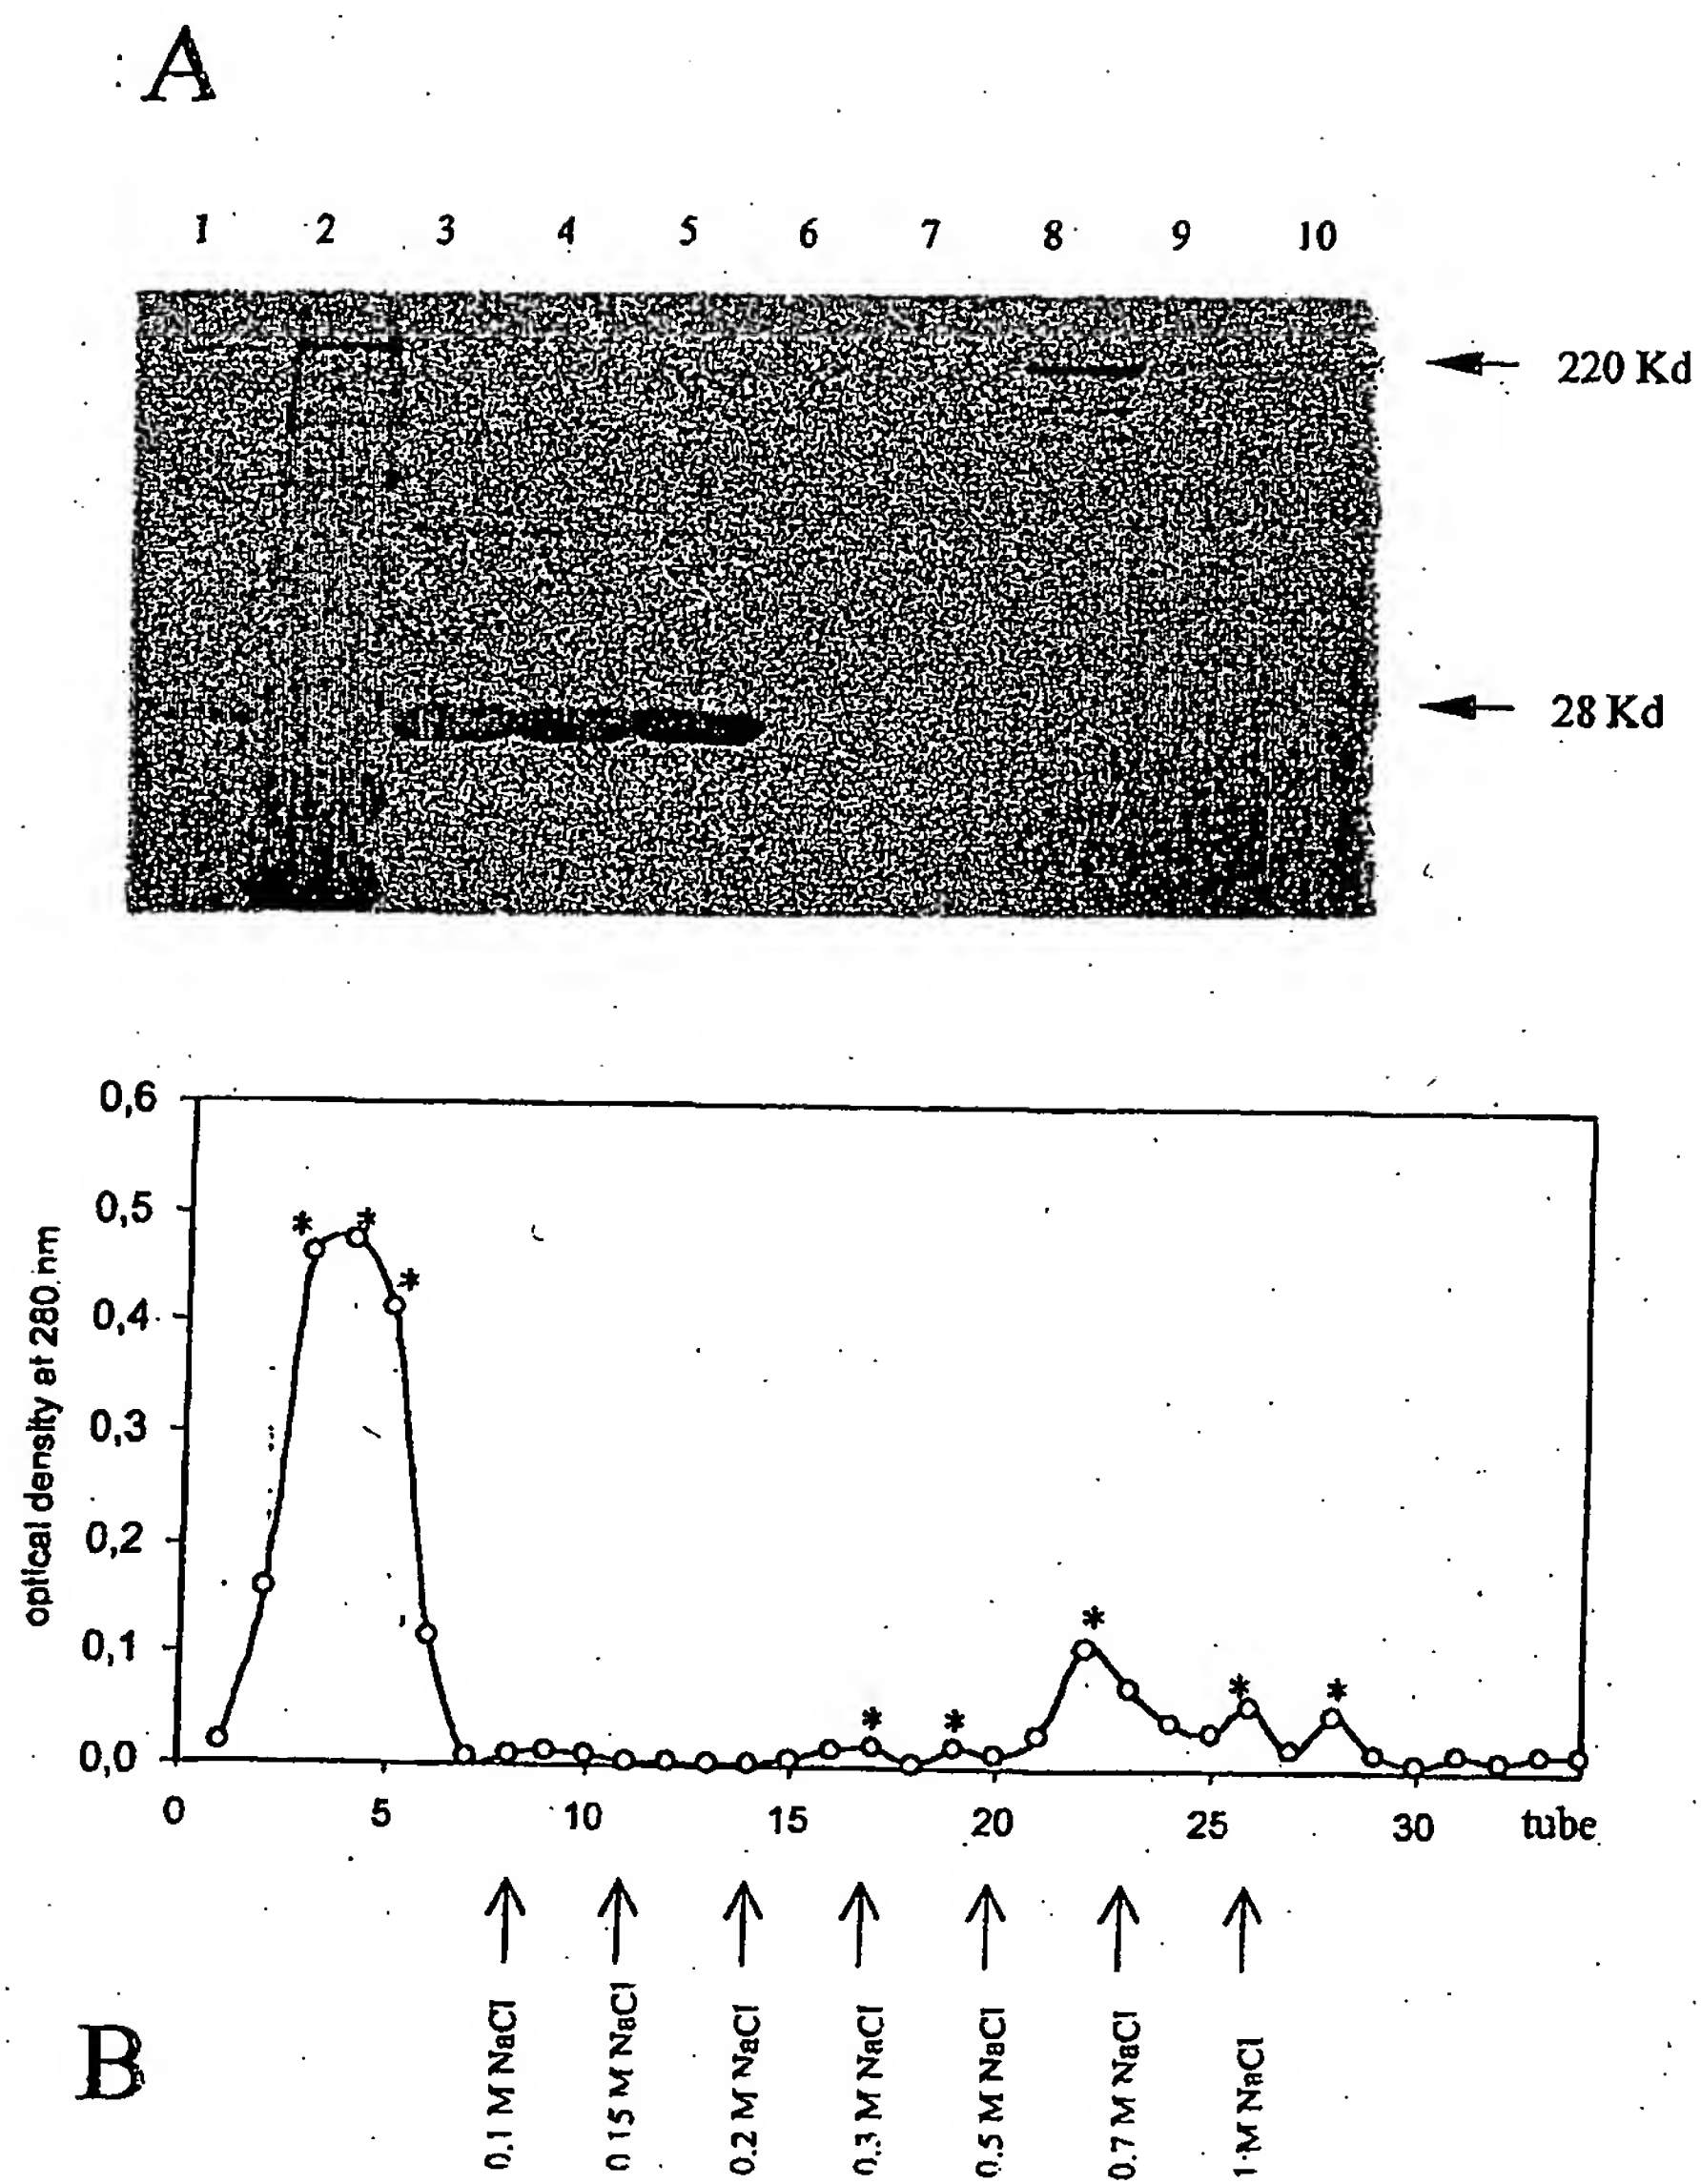 A
1 2 3 4 5 6 7 8 9 10
220 Kd
28 Kd
0,6
0,5
0,4
0,3
0,2
0,1
0,0
optical density at 280 nm
0 5 10 15 20 25 30 tube
0.1 M NaCl
0 15 M NaCl
0.2 M NaCl
0.3 M NaCl
0.5 M NaCl
0.7 M NaCl
1 M NaCl
B